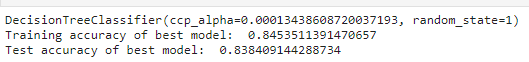 DecisionTreeClassifier(ccp_alpha=0.00013438608720037193, random_state=1)
Training accuracy of best model:  0.8453511391470657
Test accuracy of best model:  0.838409144288734